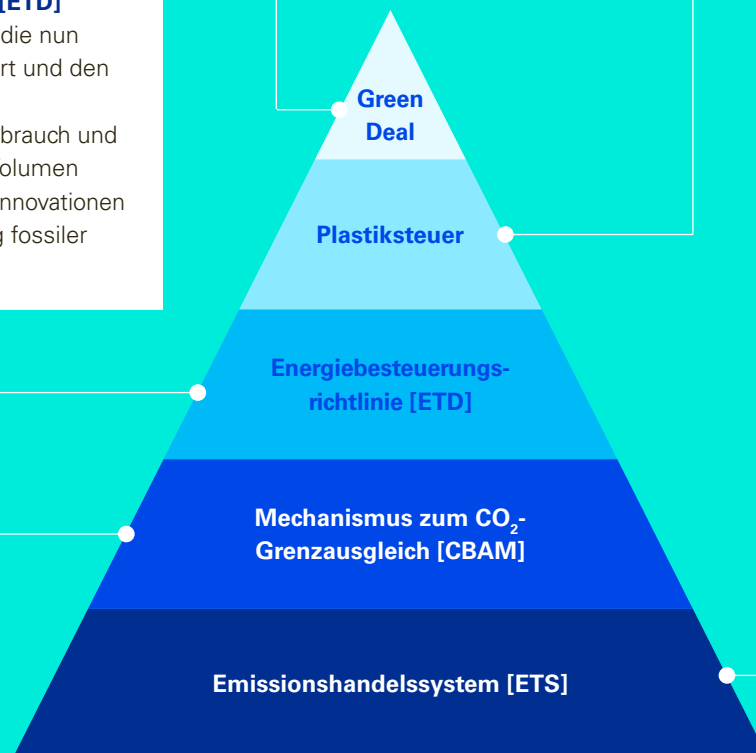 [ETD]
die nun
rt und den
brauch und
olumen
nnovationen
g fossiler
Green
Deal
Plastiksteuer
Energiebesteuerungs-
richtlinie [ETD]
Mechanismus zum CO₂-
Grenzausgleich [CBAM]
Emissionshandelssystem [ETS]